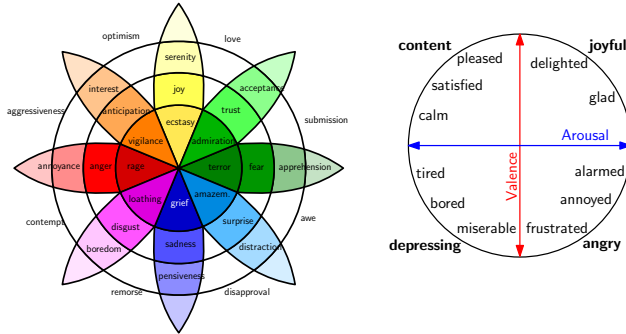 optimism
love
serenity
interest
joy
acceptance
anticipation
trust
aggressiveness
ecstasy
submission
vigilance
admiration
annoyance
anger
rage
terror
fear
apprehension
loathing
grief
amazem.
contempt
disgust
surprise
awe
boredom
sadness
distraction
pensiveness
remorse
disapproval
content
joyful
pleased
delighted
satisfied
glad
calm
Arousal
Valence
tired
alarmed
bored
annoyed
miserable
frustrated
depressing
angry